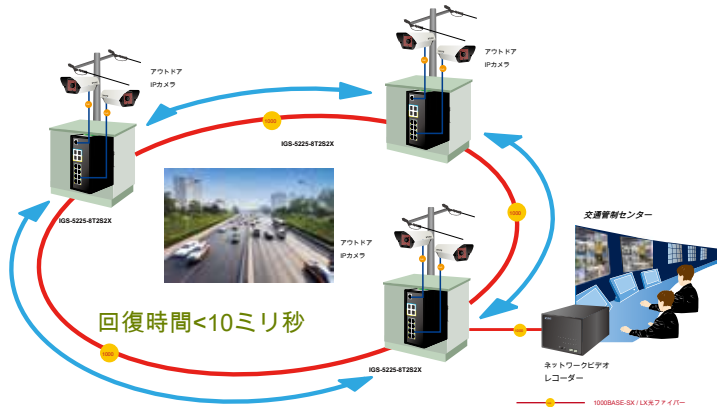 アウトドア
IPカメラ
アウトドア
IPカメラ
1000
IGS-5225-8T2S2X
IGS-5225-8T2S2X
1000
交通管制センター
アウトドア
IPカメラ
回復時間<10ミリ秒
1000
ネットワークビデオ
レコーダー
IGS-5225-8T2S2X
1000BASE-SX / LX光ファイバー